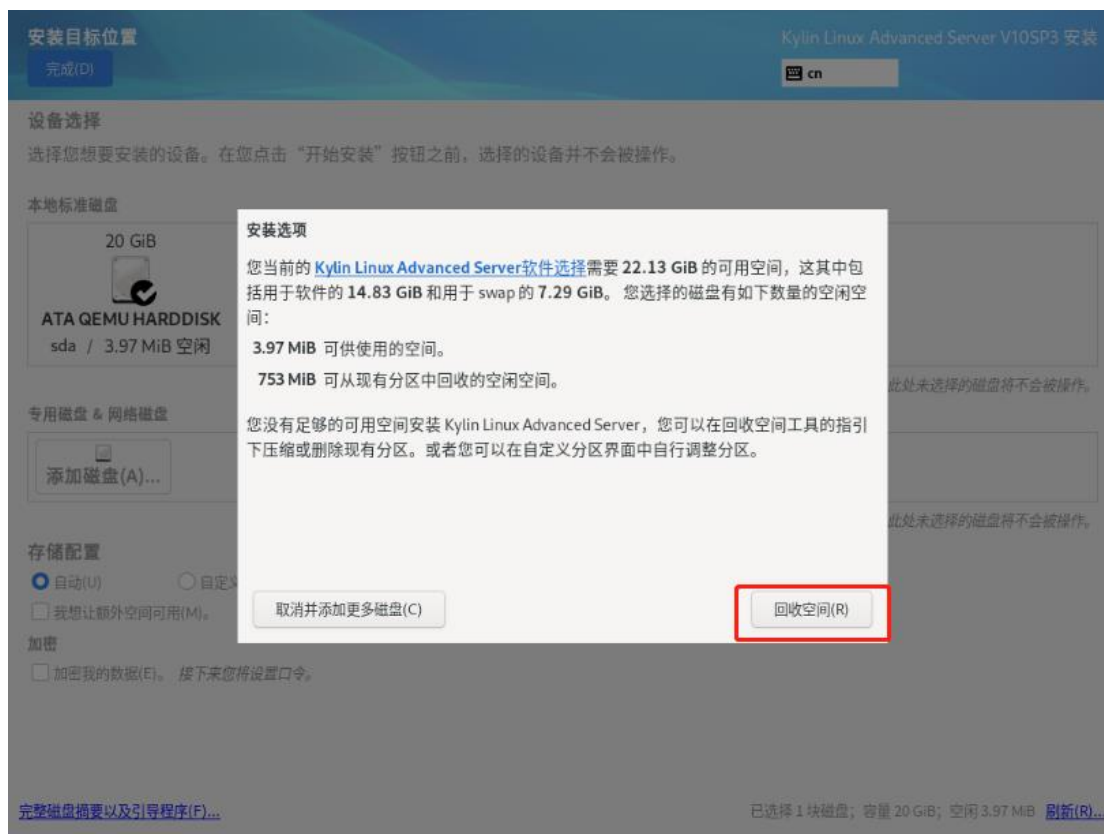 安装目标位置
Kylin Linux Advanced Server V10SP3 安装
完成(D)
cn
设备选择
选择您想要安装的设备。在您点击“开始安装”按钮之前，选择的设备并不会被操作。
本地标准磁盘
20 GiB
ATA QEMU HARDDISK
sda / 3.97 MiB 空闲
此处未选择的磁盘将不会被操作。
专用磁盘 & 网络磁盘
添加磁盘(A)...
此处未选择的磁盘将不会被操作。
存储配置
自动(U)
自定
我想让额外空间可用(M)。
加密
加密我的数据(E)。 接下来您将设置口令。
安装选项
您当前的 Kylin Linux Advanced Server软件选择需要 22.13 GiB 的可用空间，这其中包
括用于软件的 14.83 GiB 和用于 swap 的 7.29 GiB。 您选择的磁盘有如下数量的空闲空
间：
3.97 MiB 可供使用的空间。
753 MiB 可从现有分区中回收的空闲空间。
您没有足够的可用空间安装 Kylin Linux Advanced Server，您可以在回收空间工具的指引
下压缩或删除现有分区。或者您可以在自定义分区界面中自行调整分区。
取消并添加更多磁盘(C)
回收空间(R)
完整磁盘摘要以及引导程序(F)...
已选择 1 块磁盘；容量 20 GiB；空闲 3.97 MiB 刷新(R)...